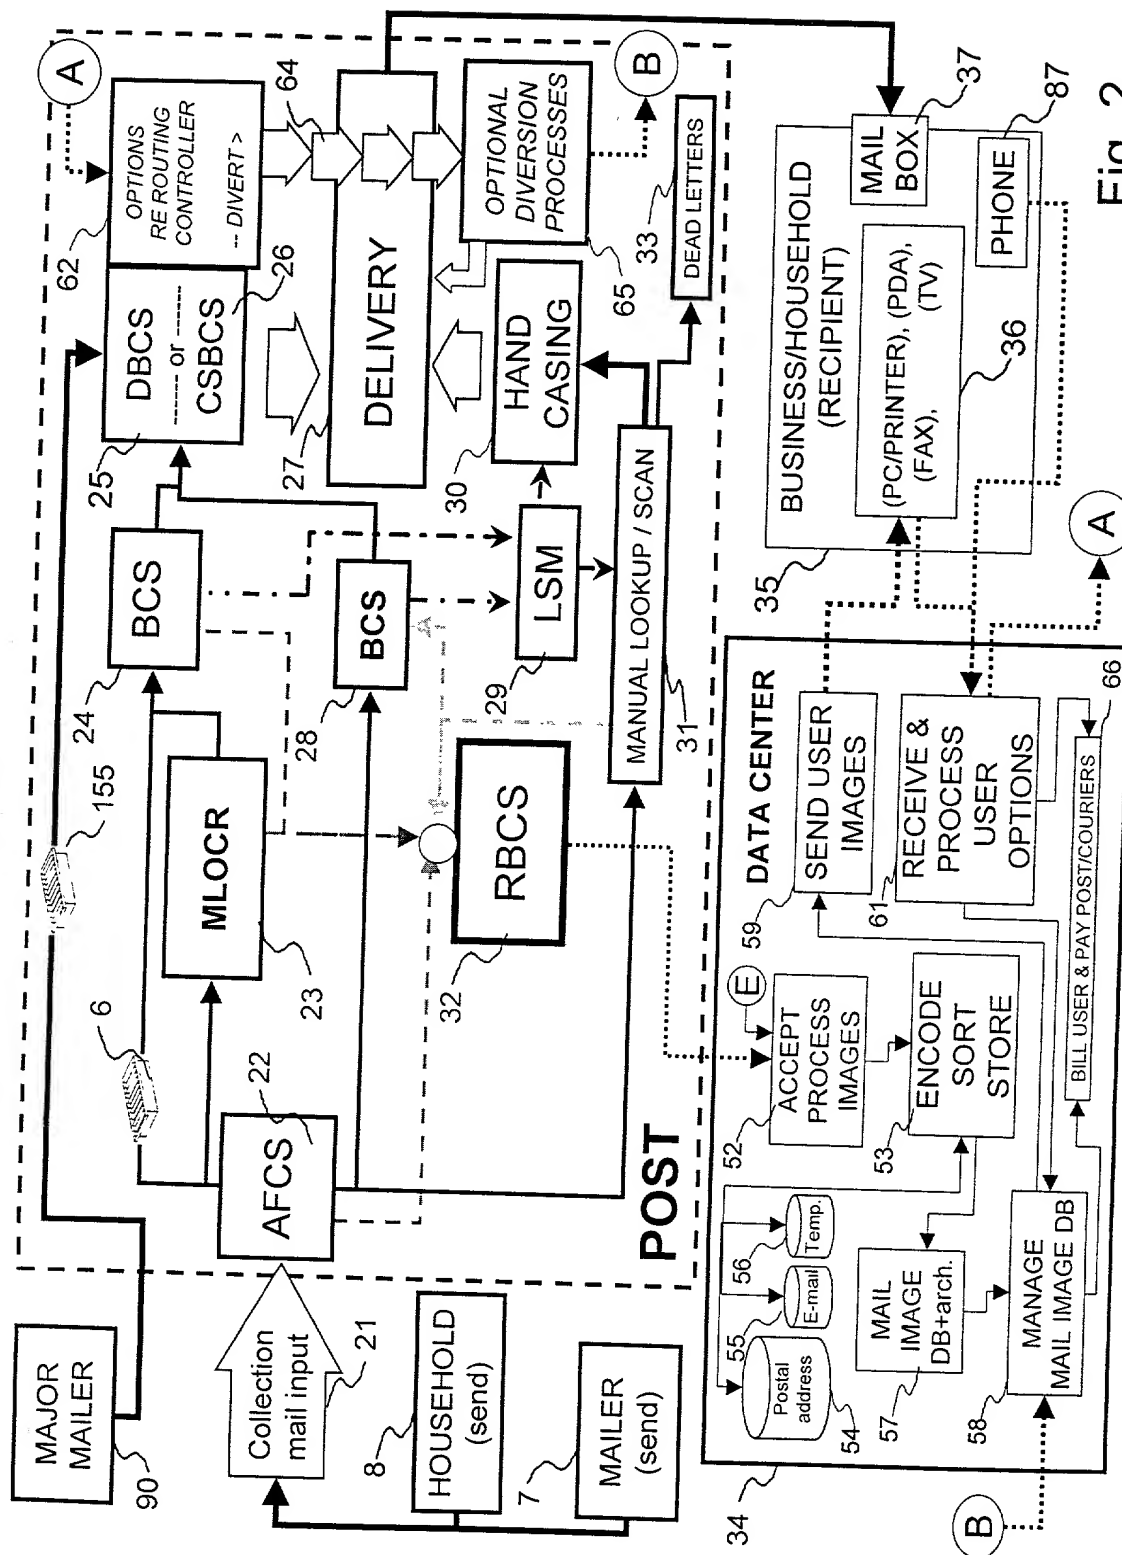 MAJOR
MAILER
90
155
6
A
62
OPTIONS
RE ROUTING
CONTROLLER
-- DIVERT >
DBCS
------- or -------
CSBCS
25
26
64
BCS
24
MLOCR
23
AFCS
22
Collection
mail input
21
HOUSEHOLD
(send)
8
MAILER
(send)
7
BCS
28
27
DELIVERY
OPTIONAL
DIVERSION
PROCESSES
65
B
HAND
CASING
30
LSM
29
RBCS
32
MANUAL LOOKUP / SCAN
31
DEAD LETTERS
33
POST
BUSINESS/HOUSEHOLD
(RECIPIENT)
35
(PC/PRINTER), (PDA),
(FAX),
(TV)
36
MAIL
BOX
37
PHONE
87
A
DATA CENTER
34
SEND USER
IMAGES
59
RECEIVE &
PROCESS
USER
OPTIONS
61
E
ACCEPT
PROCESS
IMAGES
52
ENCODE
SORT
STORE
53
Postal
address
54
E-mail
55
Temp.
56
MAIL
IMAGE
DB+arch.
57
MANAGE
MAIL IMAGE DB
58
BILL USER & PAY POST/COURIERS
66
B
Fig. 2